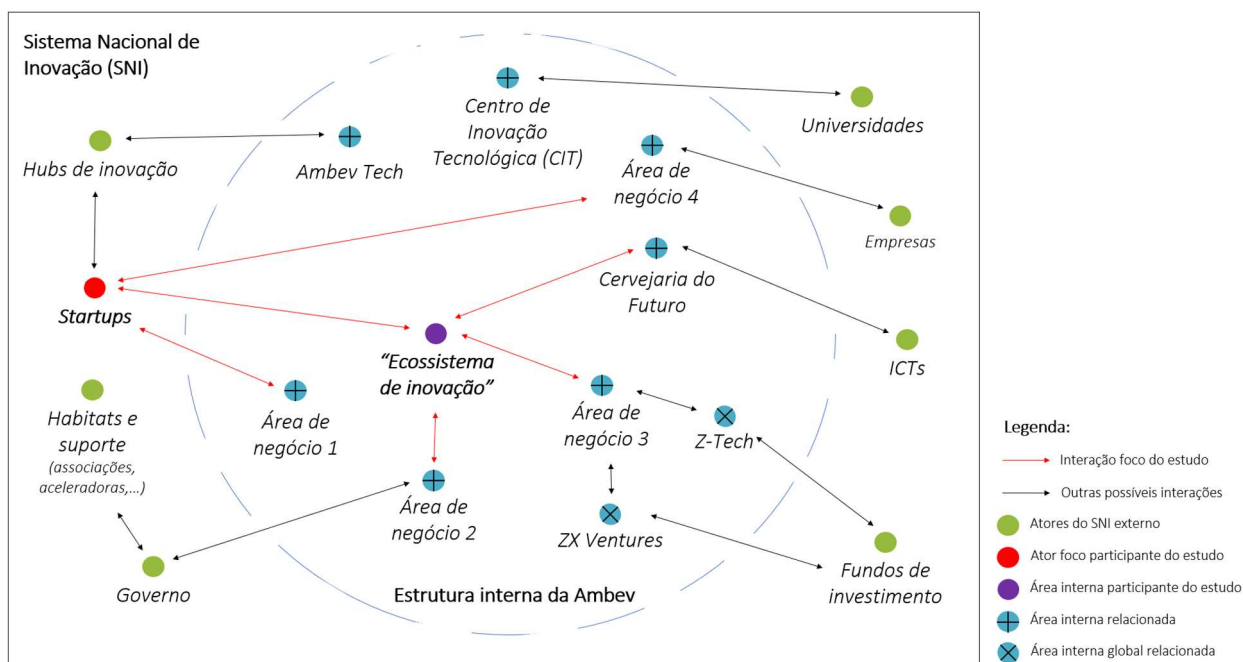 Sistema Nacional de
Inovação (SNI)
Centro de
Inovação
Tecnológica (CIT)
Universidades
Hubs de inovação
Ambev Tech
Área de
negócio 4
Empresas
Cervejaria do
Futuro
Startups
“Ecossistema
de inovação”
ICTs
Habitats e
suporte
(associações,
aceleradoras,...)
Área de
negócio 1
Área de
negócio 3
Z-Tech
Área de
negócio 2
ZX Ventures
Governo
Estrutura interna da Ambev
Fundos de
investimento
Legenda:
Interação foco do estudo
Outras possíveis interações
Atores do SNI externo
Ator foco participante do estudo
Área interna participante do estudo
Área interna relacionada
Área interna global relacionada